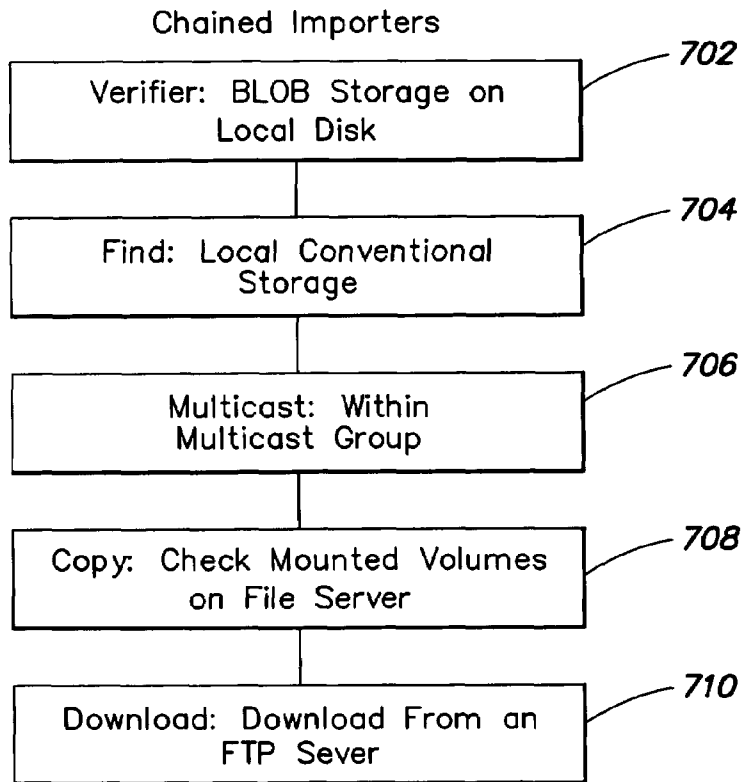 Chained Importers
702
Verifier: BLOB Storage on
Local Disk
704
Find: Local Conventional
Storage
706
Multicast: Within
Multicast Group
708
Copy: Check Mounted Volumes
on File Server
710
Download: Download From an
FTP Sever